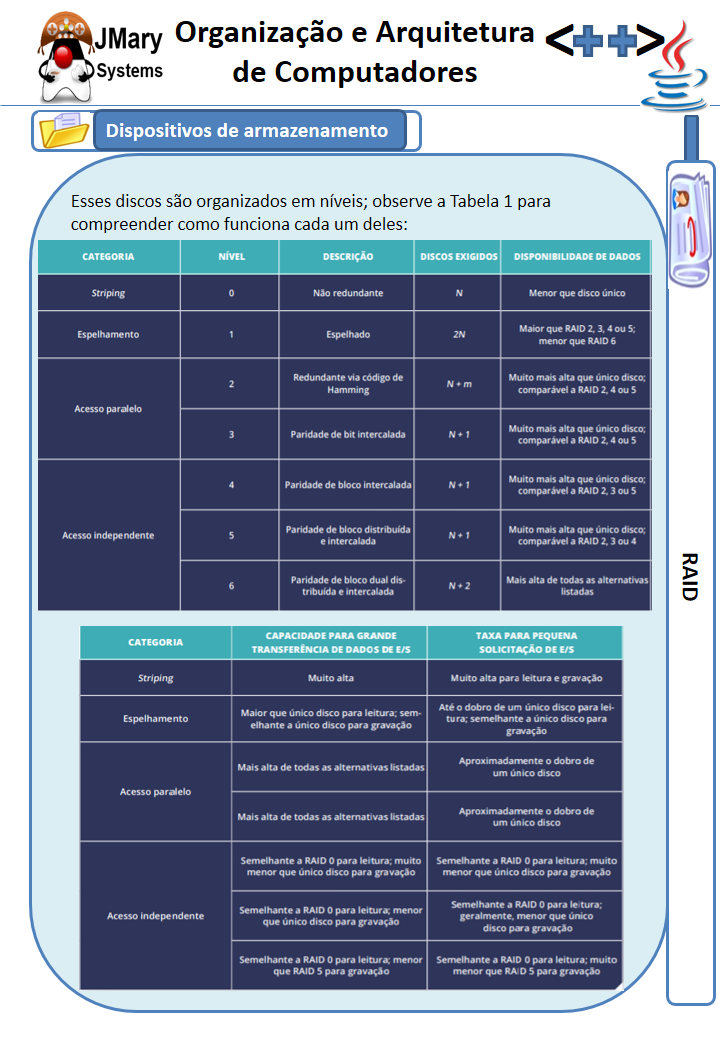 JMary
Systems
Organização e Arquitetura
de Computadores
<++>
Dispositivos de armazenamento
RAID
Esses discos são organizados em níveis; observe a Tabela 1 para
compreender como funciona cada um deles:
CATEGORIA NÍVEL DESCRIÇÃO DISCOS EXIGIDOS DISPONIBILIDADE DE DADOS
Striping 0 Não redundante N Menor que disco único
Espelhamento 1 Espelhado 2N Maior que RAID 2, 3, 4 ou 5;
menor que RAID 6
Acesso paralelo
2 Redundante via código de
Hamming N + m Muito mais alta que único disco;
comparável a RAID 2, 4 ou 5
3 Paridade de bit intercalada N + 1 Muito mais alta que único disco;
comparável a RAID 2, 4 ou 5
Acesso independente
4 Paridade de bloco intercalada N + 1 Muito mais alta que único disco;
comparável a RAID 2, 3 ou 5
5 Paridade de bloco distribuída
e intercalada N + 1 Muito mais alta que único disco;
comparável a RAID 2, 3 ou 4
6 Paridade de bloco dual dis-
tribuída e intercalada N + 2 Mais alta de todas as alternativas
listadas
CATEGORIA CAPACIDADE PARA GRANDE
TRANSFERÊNCIA DE DADOS DE E/S TAXA PARA PEQUENA
SOLICITAÇÃO DE E/S
Striping Muito alta Muito alta para leitura e gravação
Espelhamento Maior que único disco para leitura; sem-
elhante a único disco para gravação Até o dobro de um único disco para lei-
tura; semelhante a único disco para
gravação
Acesso paralelo
Mais alta de todas as alternativas listadas Aproximadamente o dobro de
um único disco
Mais alta de todas as alternativas listadas Aproximadamente o dobro de
um único disco
Acesso independente
Semelhante a RAID 0 para leitura; muito
menor que único disco para gravação Semelhante a RAID 0 para leitura; muito
menor que único disco para gravação
Semelhante a RAID 0 para leitura; menor
que único disco para gravação Semelhante a RAID 0 para leitura;
geralmente, menor que único
disco para gravação
Semelhante a RAID 0 para leitura; menor
que RAID 5 para gravação Semelhante a RAID 0 para leitura; muito
menor que RAID 5 para gravação